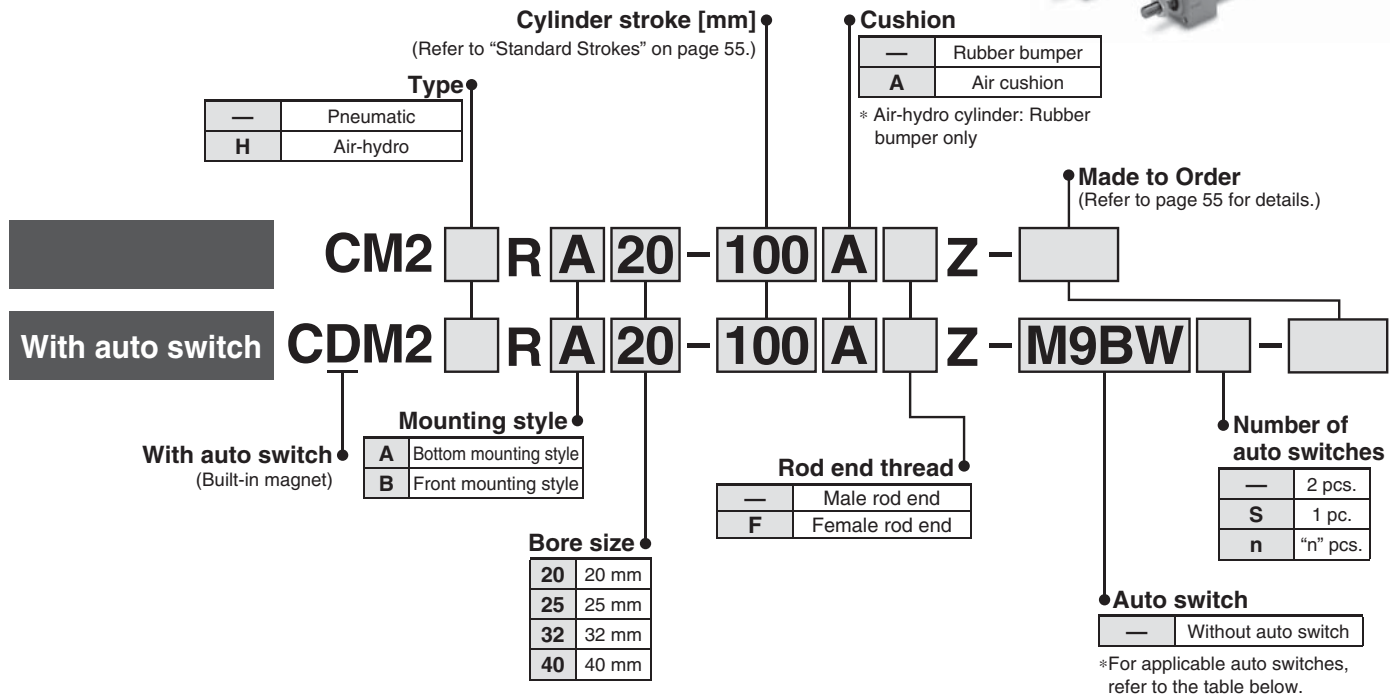 Cylinder stroke [mm]
(Refer to “Standard Strokes” on page 55.)
Cushion
— Rubber bumper
A Air cushion
* Air-hydro cylinder: Rubber
bumper only
Type
— Pneumatic
H Air-hydro
Made to Order
(Refer to page 55 for details.)
CM2 R A 20 - 100 A Z -
With auto switch CDM2 R A 20 - 100 A Z - M9BW -
With auto switch
(Built-in magnet)
Mounting style
A Bottom mounting style
B Front mounting style
Bore size
20 20 mm
25 25 mm
32 32 mm
40 40 mm
Rod end thread
— Male rod end
F Female rod end
Number of
auto switches
— 2 pcs.
S 1 pc.
n “n” pcs.
Auto switch
— Without auto switch
*For applicable auto switches,
refer to the table below.